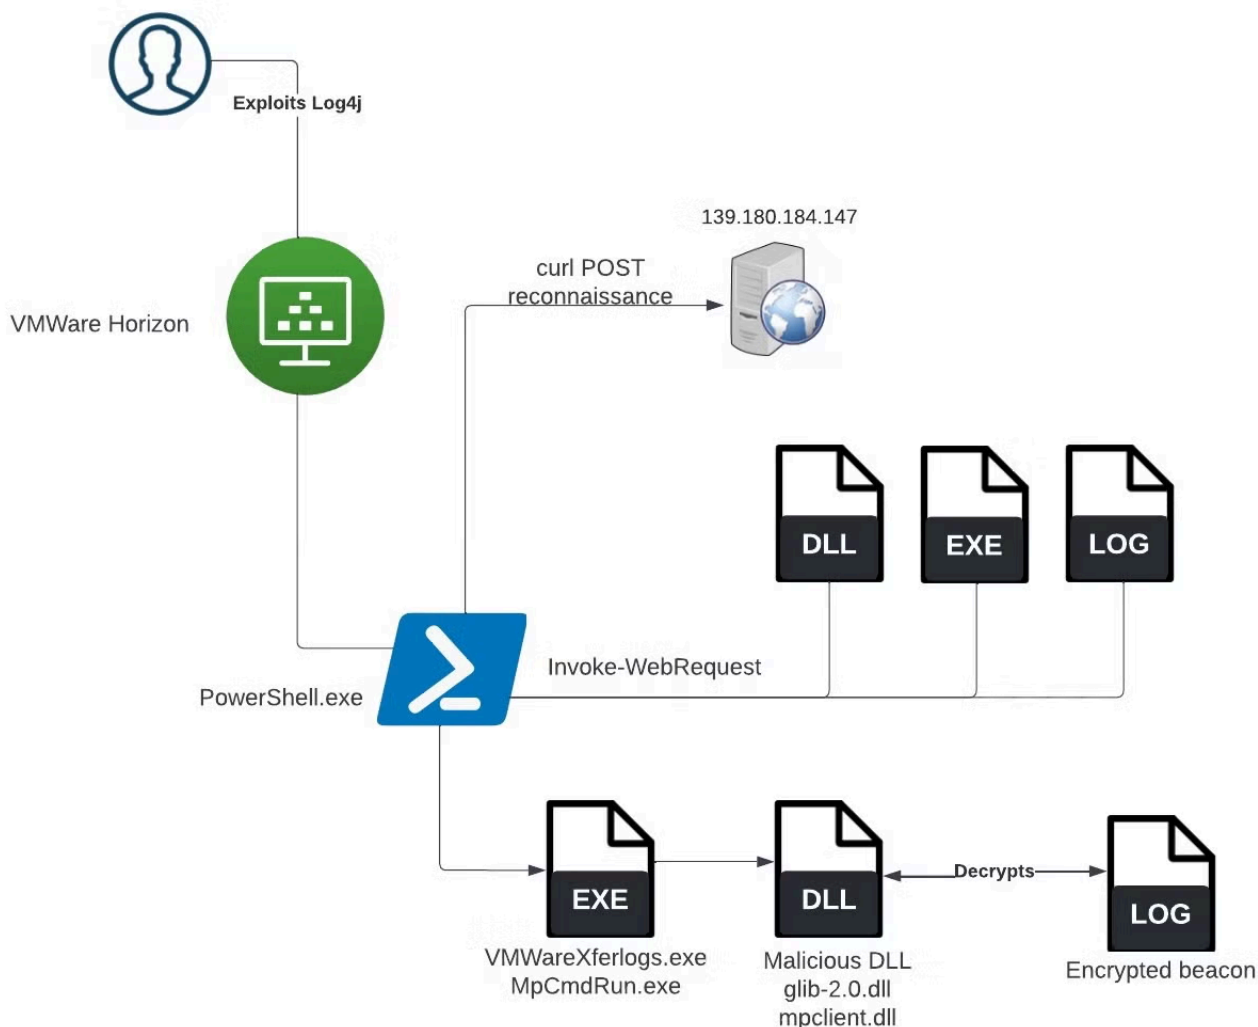 Exploits Log4j
139.180.184.147
curl POST
reconnaissance
VMWare Horizon
DLL
EXE
LOG
Invoke-WebRequest
PowerShell.exe
EXE
DLL
Decrypts
LOG
VMWareXferlogs.exe
MpCmdRun.exe
Malicious DLL
glib-2.0.dll
mpclient.dll
Encrypted beacon